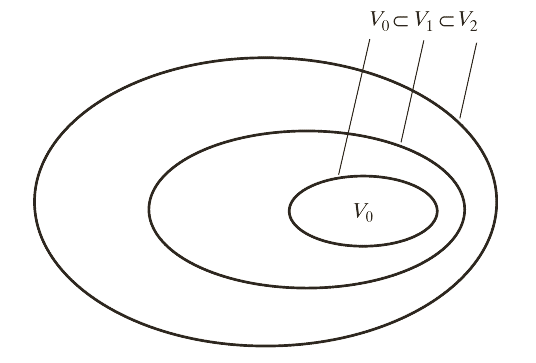 V₀ ⊂ V₁ ⊂ V₂
V₀